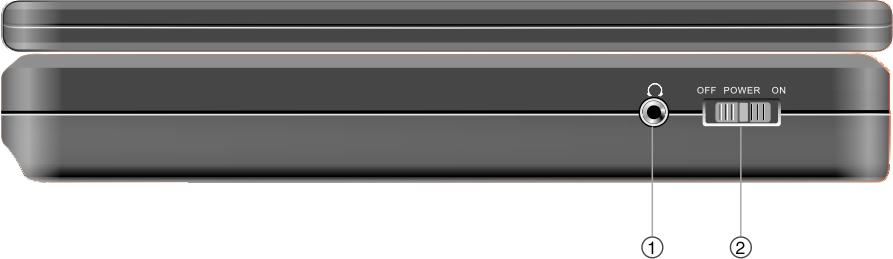 OFF POWER ON
① ②